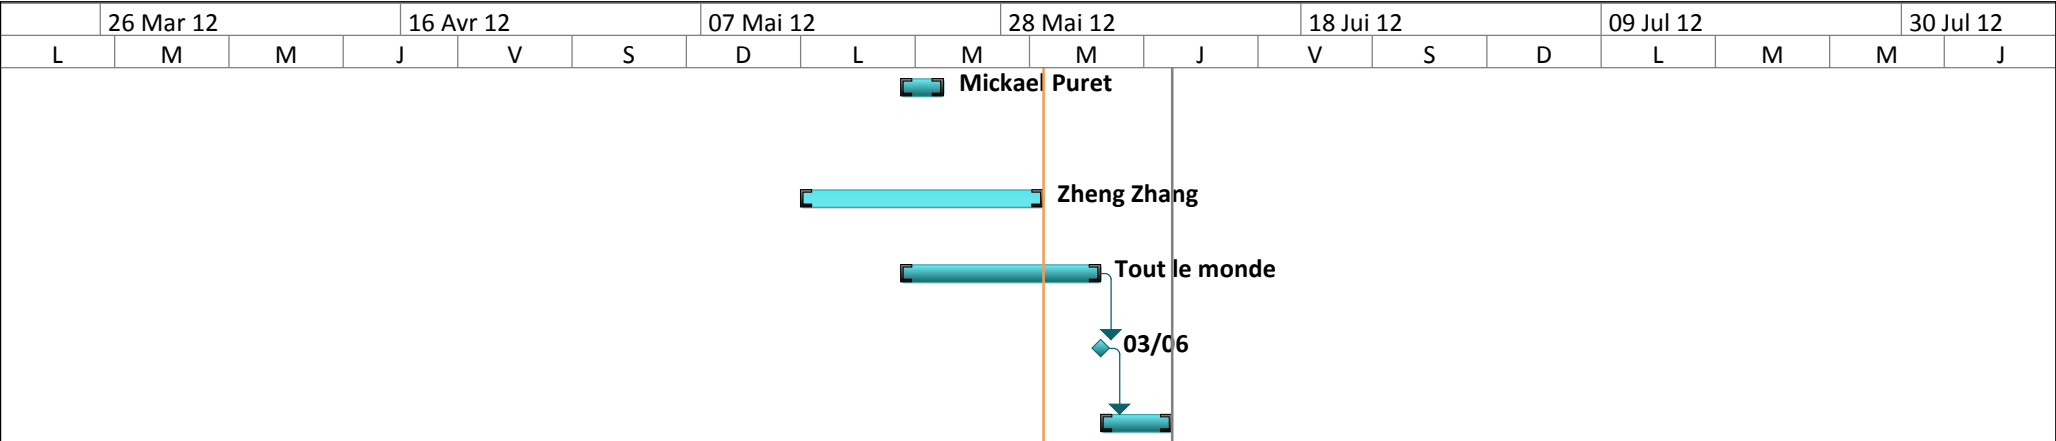 26 Mar 12 16 Avr 12 07 Mai 12 28 Mai 12 18 Jui 12 09 Jul 12 30 Jul 12
L M M J V S D L M M J V S D L M M J
Mickael Puret
Zheng Zhang
Tout le monde
03/06